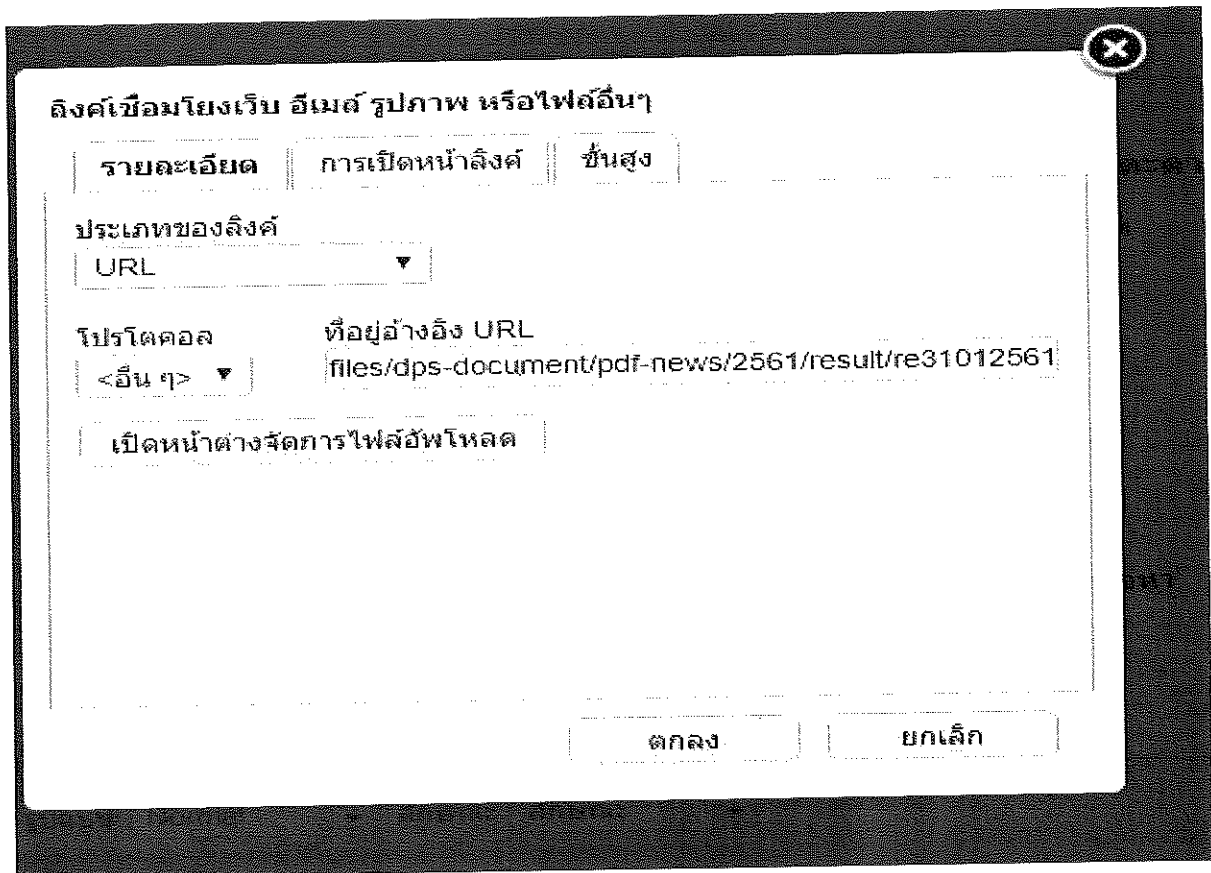 ลิงค์เชื่อมโยงเว็บ อีเมล์ รูปภาพ หรือไฟล์อื่นๆ
รายละเอียด การเปิดหน้าลิงค์ ชั้นสูง
ประเภทของลิงค์
URL
โปรโตคอล ที่อยู่อ้างอิง URL
<อื่น ๆ> files/dps-document/pdf-news/2561/result/re31012561
เปิดหน้าต่างจัดการไฟล์อัพโหลด
ตกลง ยกเลิก